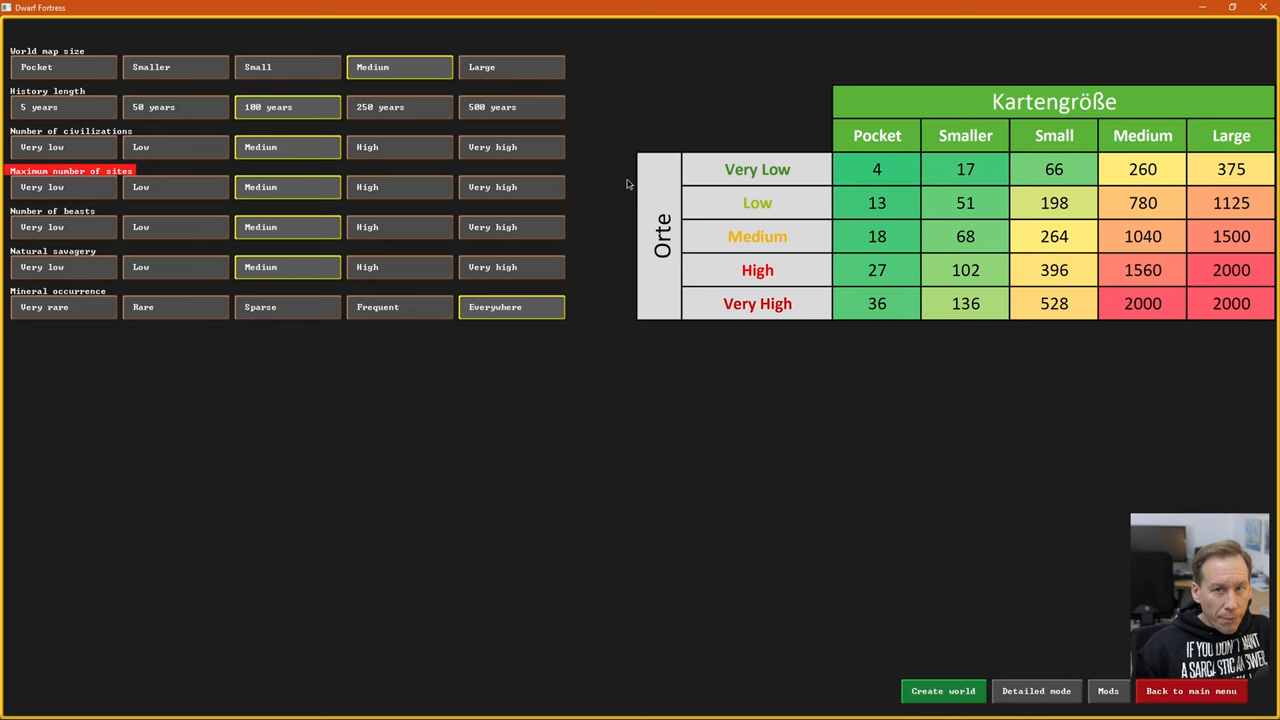 Dwarf Fortress
World map size
Pocket Smaller Small Medium Large
History length
5 years 50 years 100 years 250 years 500 years
Number of civilizations
Very low Low Medium High Very high
Maximum number of sites
Very low Low Medium High Very high
Number of beasts
Very low Low Medium High Very high
Natural savagery
Very low Low Medium High Very high
Mineral occurrence
Very rare Rare Sparse Frequent Everywhere
Kartengröße
Pocket Smaller Small Medium Large
Orte
Very Low 4 17 66 260 375
Low 13 51 198 780 1125
Medium 18 68 264 1040 1500
High 27 102 396 1560 2000
Very High 36 136 528 2000 2000
IF YOU DON'T WANT
A SARCASTIC ANSWER,
Create world Detailed mode Mods Back to main menu